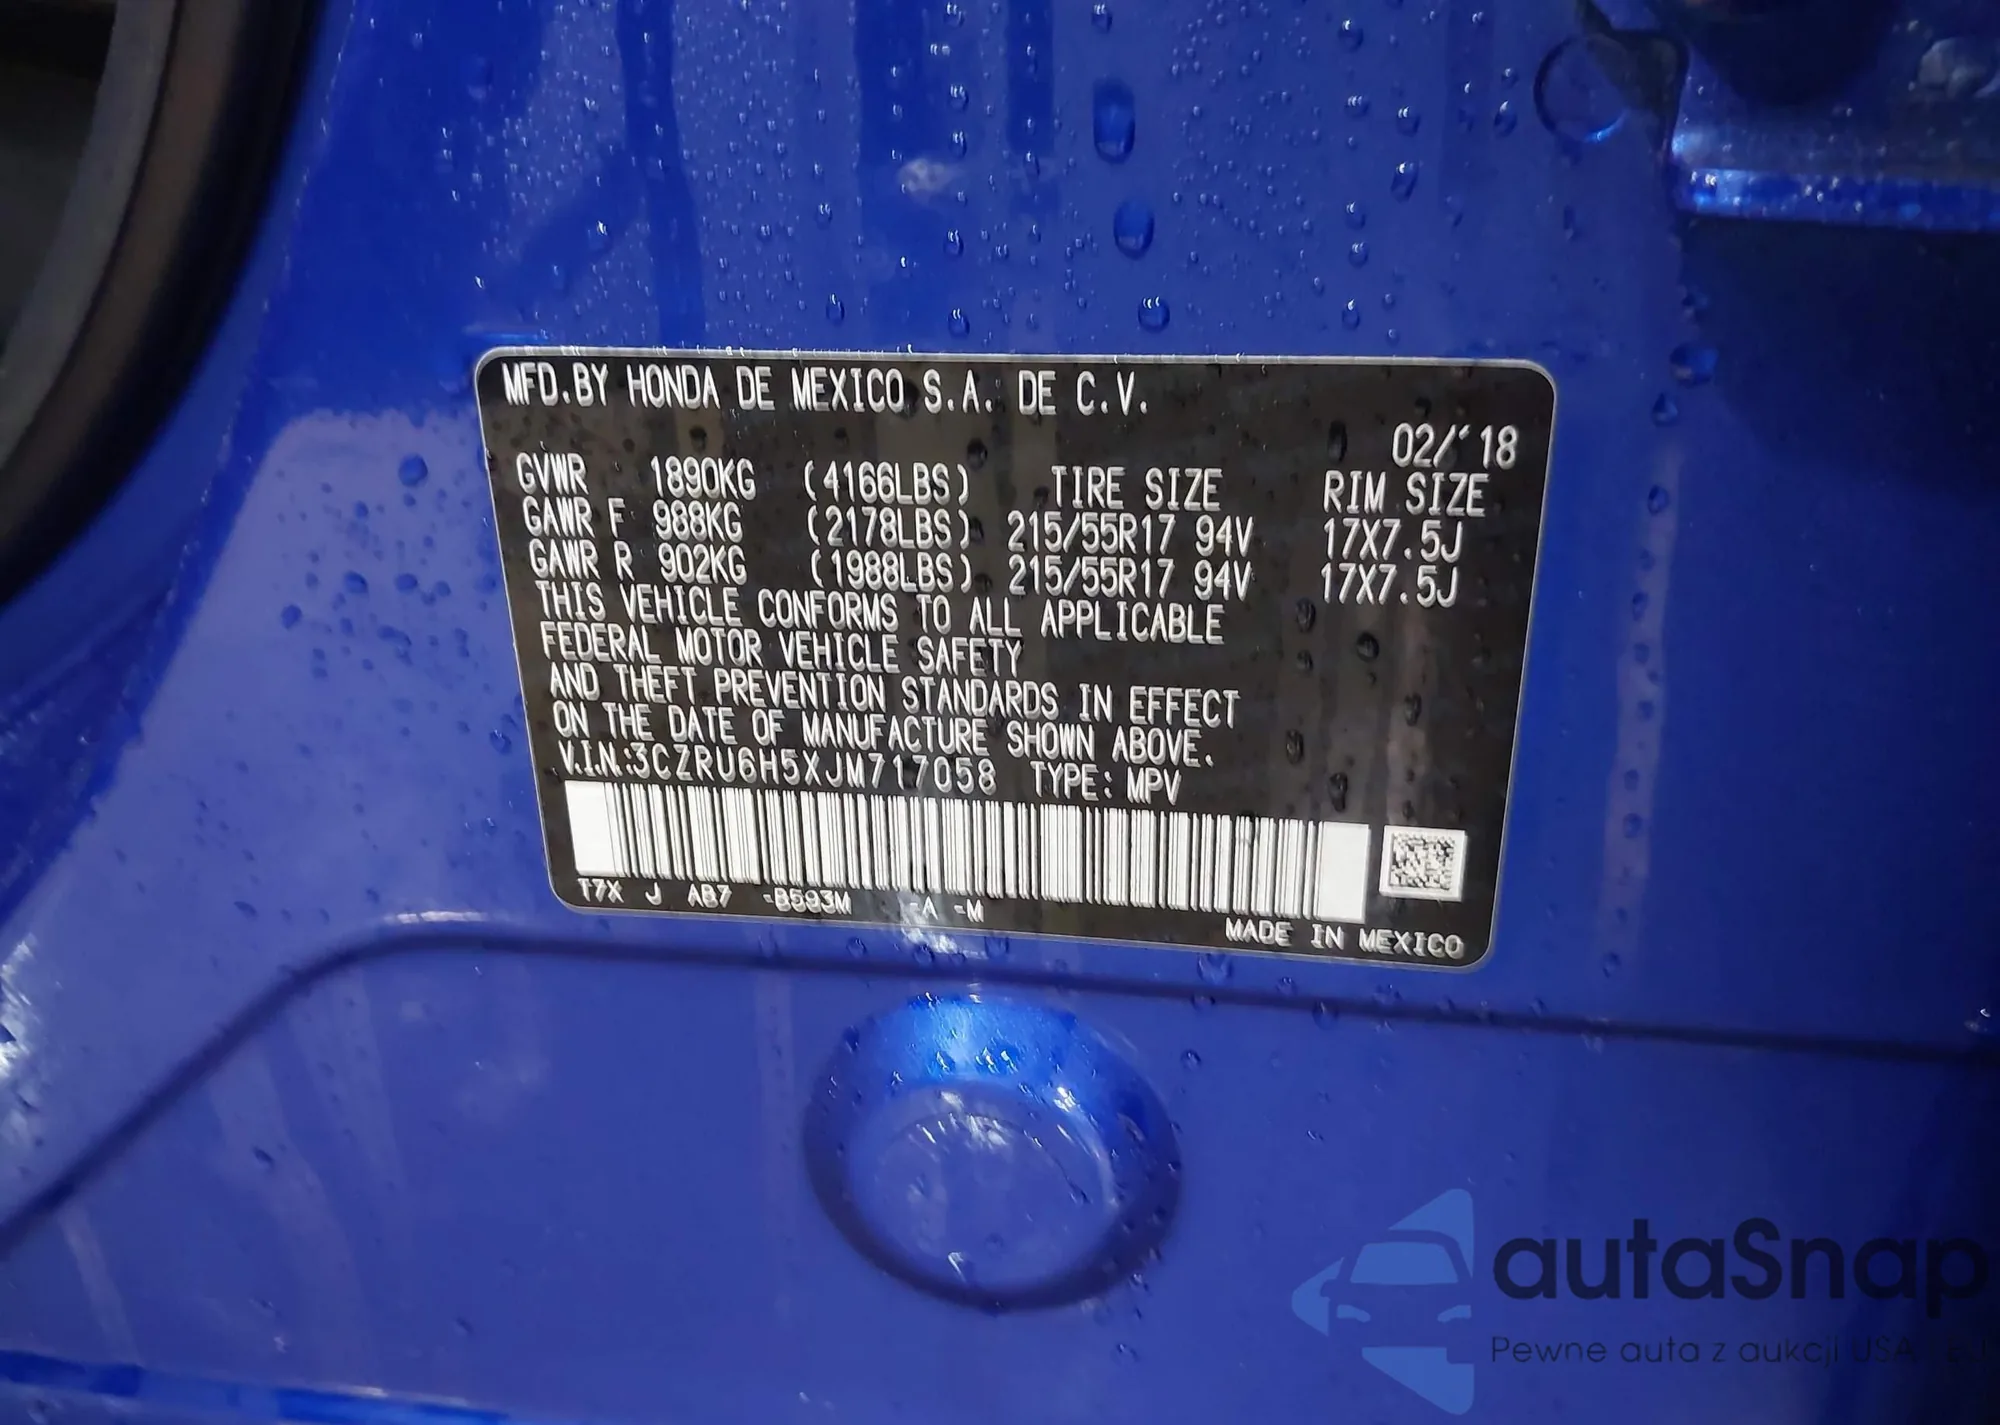 MFD.BY HONDA DE MEXICO S.A. DE C.V.
02/'18
GVWR 1890KG (4166LBS) TIRE SIZE RIM SIZE
GAWR F 988KG (2178LBS) 215/55R17 94V 17X7.5J
GAWR R 902KG (1988LBS) 215/55R17 94V 17X7.5J
THIS VEHICLE CONFORMS TO ALL APPLICABLE
FEDERAL MOTOR VEHICLE SAFETY
AND THEFT PREVENTION STANDARDS IN EFFECT
ON THE DATE OF MANUFACTURE SHOWN ABOVE.
V.I.N.:3CZRU6H5XJM717058 TYPE: MPV
T7X J AB7 -B593M -A -M
MADE IN MEXICO
autaSnap
Pewne auta z aukcji USA